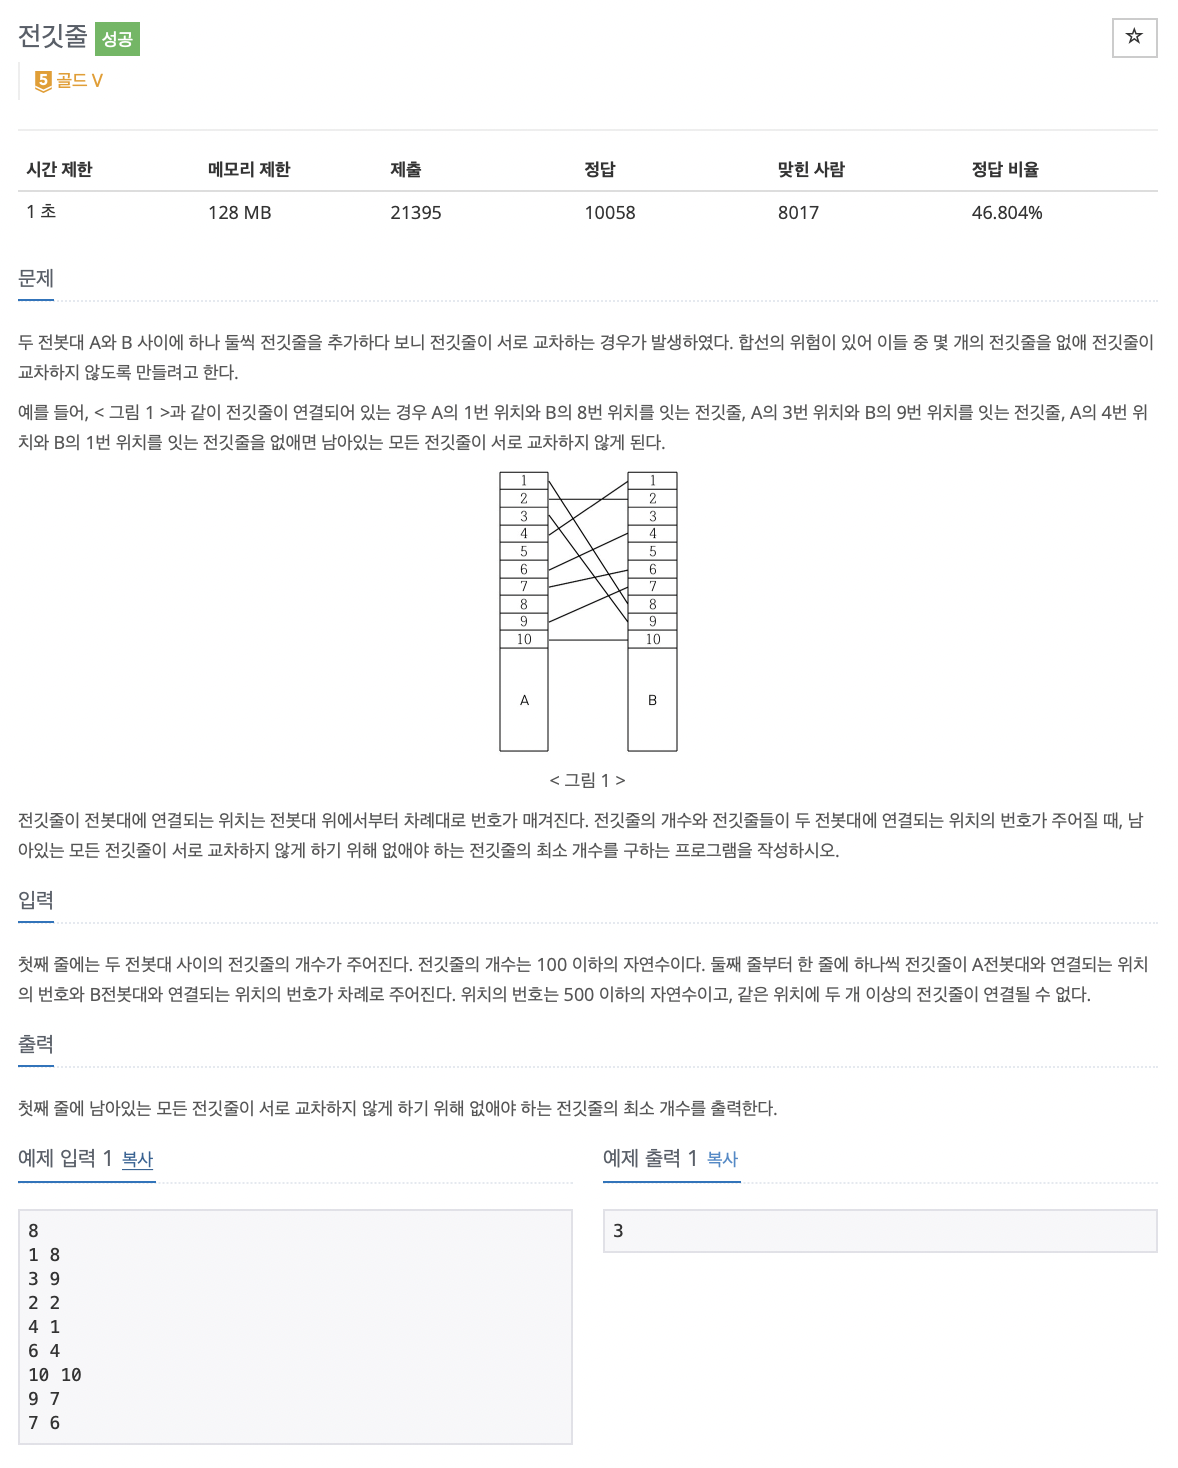 전깃줄 성공
☆
5 골드 V
시간 제한 메모리 제한 제출 정답 맞힌 사람 정답 비율
1 초 128 MB 21395 10058 8017 46.804%
문제
두 전봇대 A와 B 사이에 하나 둘씩 전깃줄을 추가하다 보니 전깃줄이 서로 교차하는 경우가 발생하였다. 합선의 위험이 있어 이들 중 몇 개의 전깃줄을 없애 전깃줄이
교차하지 않도록 만들려고 한다.
예를 들어, < 그림 1 >과 같이 전깃줄이 연결되어 있는 경우 A의 1번 위치와 B의 8번 위치를 잇는 전깃줄, A의 3번 위치와 B의 9번 위치를 잇는 전깃줄, A의 4번 위
치와 B의 1번 위치를 잇는 전깃줄을 없애면 남아있는 모든 전깃줄이 서로 교차하지 않게 된다.
1 1
2 2
3 3
4 4
5 5
6 6
7 7
8 8
9 9
10 10
A B
< 그림 1 >
전깃줄이 전봇대에 연결되는 위치는 전봇대 위에서부터 차례대로 번호가 매겨진다. 전깃줄의 개수와 전깃줄들이 두 전봇대에 연결되는 위치의 번호가 주어질 때, 남
아있는 모든 전깃줄이 서로 교차하지 않게 하기 위해 없애야 하는 전깃줄의 최소 개수를 구하는 프로그램을 작성하시오.
입력
첫째 줄에는 두 전봇대 사이의 전깃줄의 개수가 주어진다. 전깃줄의 개수는 100 이하의 자연수이다. 둘째 줄부터 한 줄에 하나씩 전깃줄이 A전봇대와 연결되는 위치
의 번호와 B전봇대와 연결되는 위치의 번호가 차례로 주어진다. 위치의 번호는 500 이하의 자연수이고, 같은 위치에 두 개 이상의 전깃줄이 연결될 수 없다.
출력
첫째 줄에 남아있는 모든 전깃줄이 서로 교차하지 않게 하기 위해 없애야 하는 전깃줄의 최소 개수를 출력한다.
예제 입력 1 복사
8
1 8
3 9
2 2
4 1
6 4
10 10
9 7
7 6
예제 출력 1 복사
3